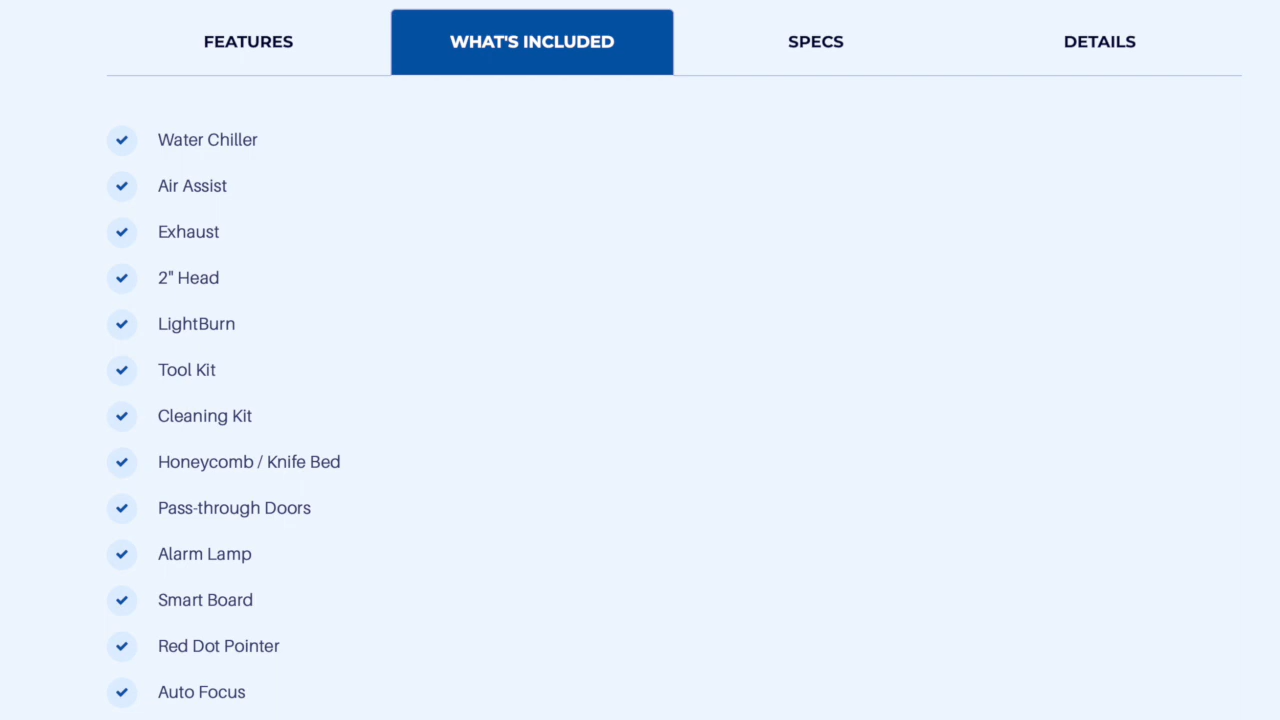 FEATURES
WHAT'S INCLUDED
SPECS
DETAILS
Water Chiller
Air Assist
Exhaust
2" Head
LightBurn
Tool Kit
Cleaning Kit
Honeycomb / Knife Bed
Pass-through Doors
Alarm Lamp
Smart Board
Red Dot Pointer
Auto Focus